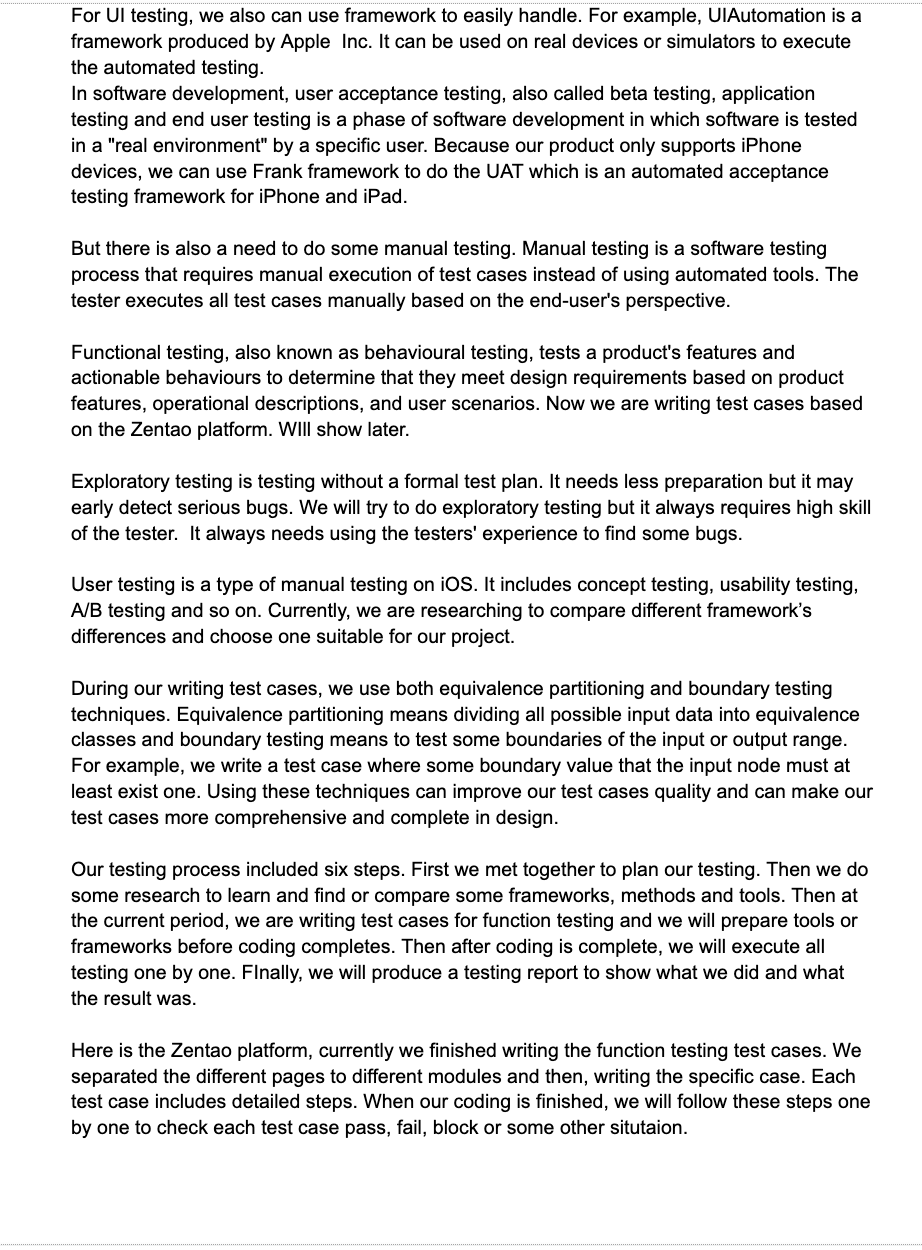 For UI testing, we also can use framework to easily handle. For example, UIAutomation is a
framework produced by Apple  Inc. It can be used on real devices or simulators to execute
the automated testing.
In software development, user acceptance testing, also called beta testing, application
testing and end user testing is a phase of software development in which software is tested
in a "real environment" by a specific user. Because our product only supports iPhone
devices, we can use Frank framework to do the UAT which is an automated acceptance
testing framework for iPhone and iPad.

But there is also a need to do some manual testing. Manual testing is a software testing
process that requires manual execution of test cases instead of using automated tools. The
tester executes all test cases manually based on the end-user's perspective.

Functional testing, also known as behavioural testing, tests a product's features and
actionable behaviours to determine that they meet design requirements based on product
features, operational descriptions, and user scenarios. Now we are writing test cases based
on the Zentao platform. WIll show later.

Exploratory testing is testing without a formal test plan. It needs less preparation but it may
early detect serious bugs. We will try to do exploratory testing but it always requires high skill
of the tester.  It always needs using the testers' experience to find some bugs.

User testing is a type of manual testing on iOS. It includes concept testing, usability testing,
A/B testing and so on. Currently, we are researching to compare different framework’s
differences and choose one suitable for our project.

During our writing test cases, we use both equivalence partitioning and boundary testing
techniques. Equivalence partitioning means dividing all possible input data into equivalence
classes and boundary testing means to test some boundaries of the input or output range.
For example, we write a test case where some boundary value that the input node must at
least exist one. Using these techniques can improve our test cases quality and can make our
test cases more comprehensive and complete in design.

Our testing process included six steps. First we met together to plan our testing. Then we do
some research to learn and find or compare some frameworks, methods and tools. Then at
the current period, we are writing test cases for function testing and we will prepare tools or
frameworks before coding completes. Then after coding is complete, we will execute all
testing one by one. FInally, we will produce a testing report to show what we did and what
the result was.

Here is the Zentao platform, currently we finished writing the function testing test cases. We
separated the different pages to different modules and then, writing the specific case. Each
test case includes detailed steps. When our coding is finished, we will follow these steps one
by one to check each test case pass, fail, block or some other situtaion.